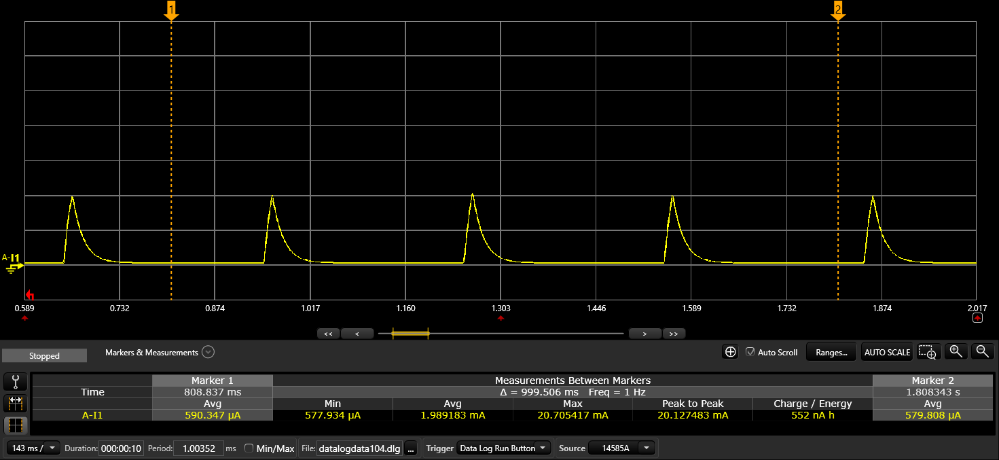 1
2
A-I1
0.589 0.732 0.874 1.017 1.160 1.303 1.446 1.589 1.732 1.874 2.017
<< < > >>
Stopped Markers & Measurements Auto Scroll Ranges... AUTO SCALE
Marker 1 Measurements Between Markers Marker 2
Time 808.837 ms Δ = 999.506 ms Freq = 1 Hz 1.808343 s
Avg Min Avg Max Peak to Peak Charge / Energy Avg
A-I1 590.347 µA 577.934 µA 1.989183 mA 20.705417 mA 20.127483 mA 552 nA h 579.808 µA
143 ms / Duration: 000:00:10 Period: 1.00352 ms Min/Max File: datalogdata104.dlg ... Trigger Data Log Run Button Source 14585A